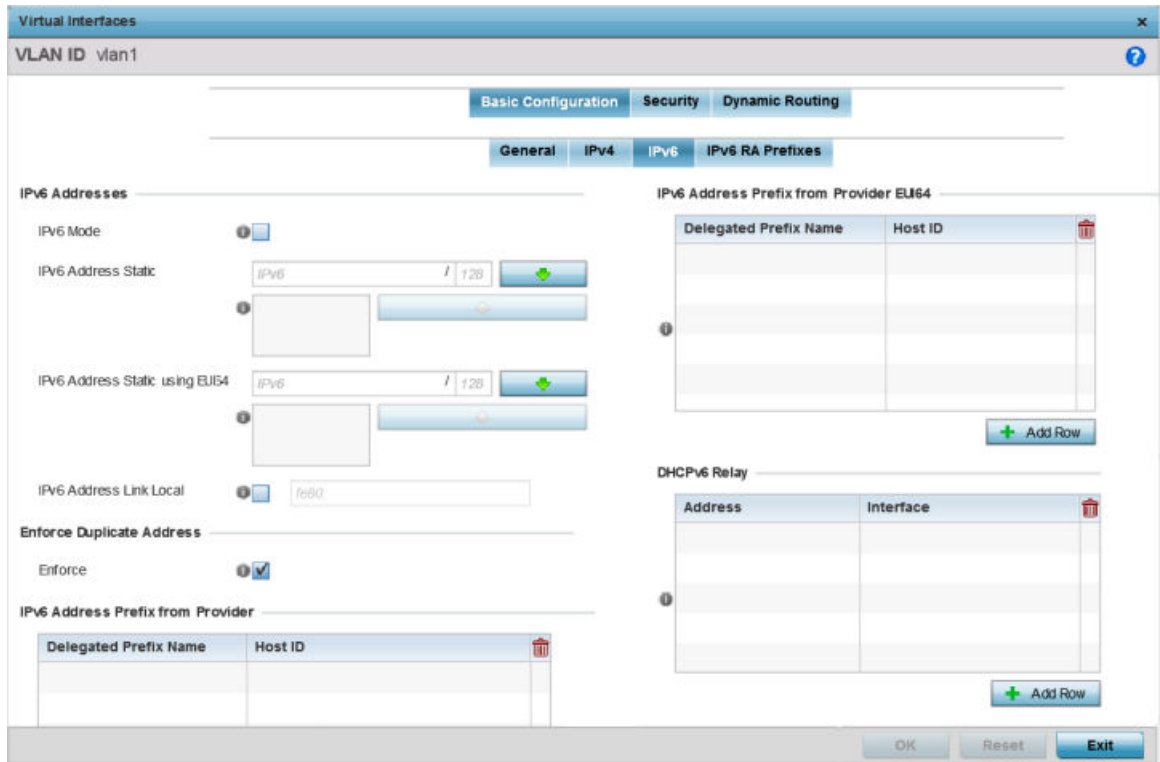 Virtual Interfaces
VLAN ID vlan1
Basic Configuration Security Dynamic Routing
General IPv4 IPv6 IPv6 RA Prefixes
IPv6 Addresses
IPv6 Mode
IPv6 Address Static
IPv6 / 128
IPv6 Address Static using EUI64
IPv6 / 128
IPv6 Address Link Local
fe80:
Enforce Duplicate Address
Enforce
IPv6 Address Prefix from Provider
Delegated Prefix Name Host ID
IPv6 Address Prefix from Provider EUI64
Delegated Prefix Name Host ID
Add Row
DHCPv6 Relay
Address Interface
Add Row
OK Reset Exit